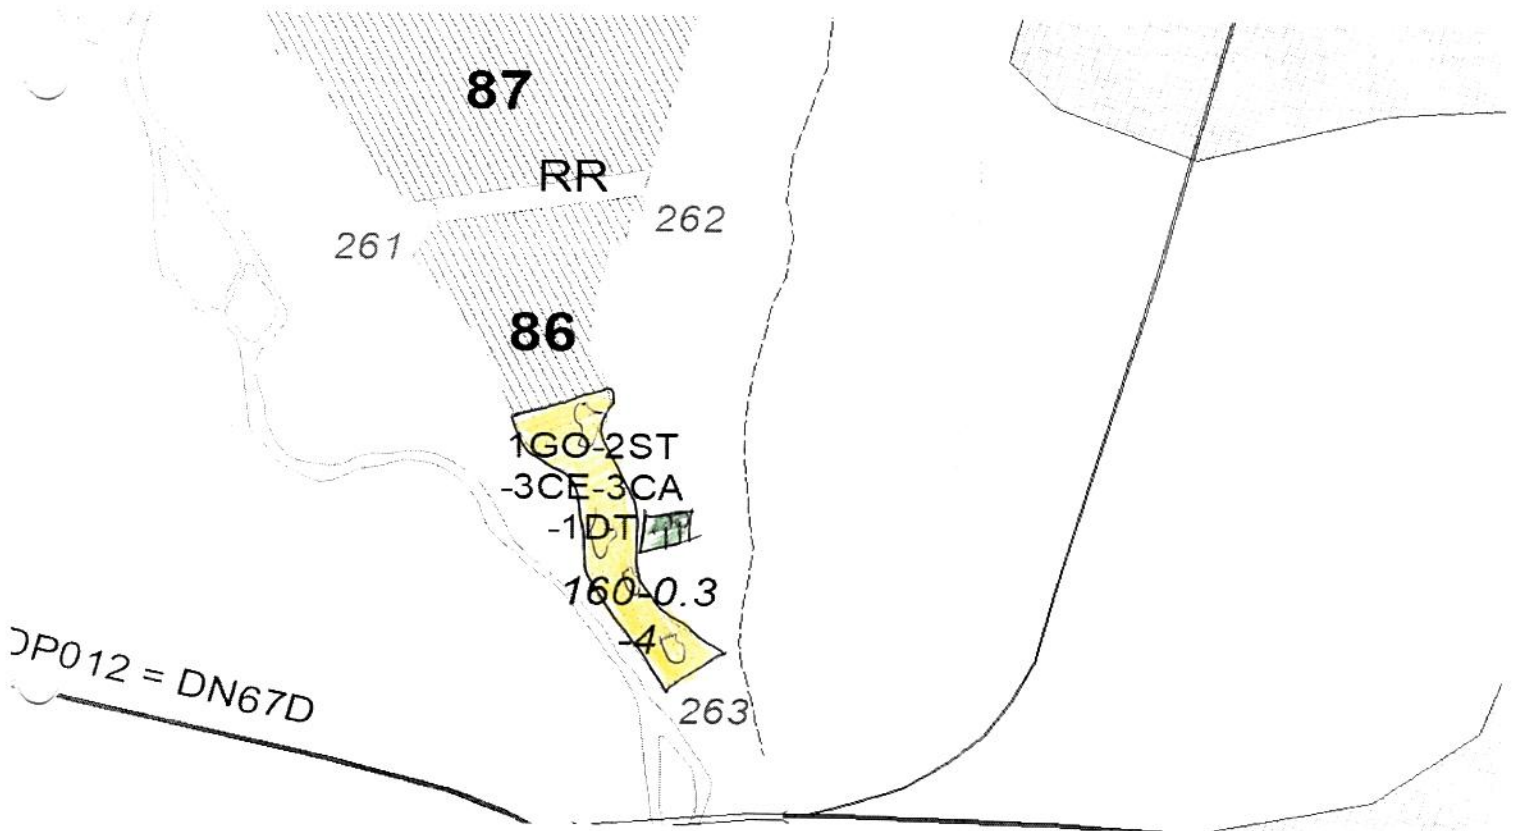 87
RR
262
261
86
1GO-2ST
-3CE-3CA
-1DT
160-0.3
-4
DP012 = DN67D
263